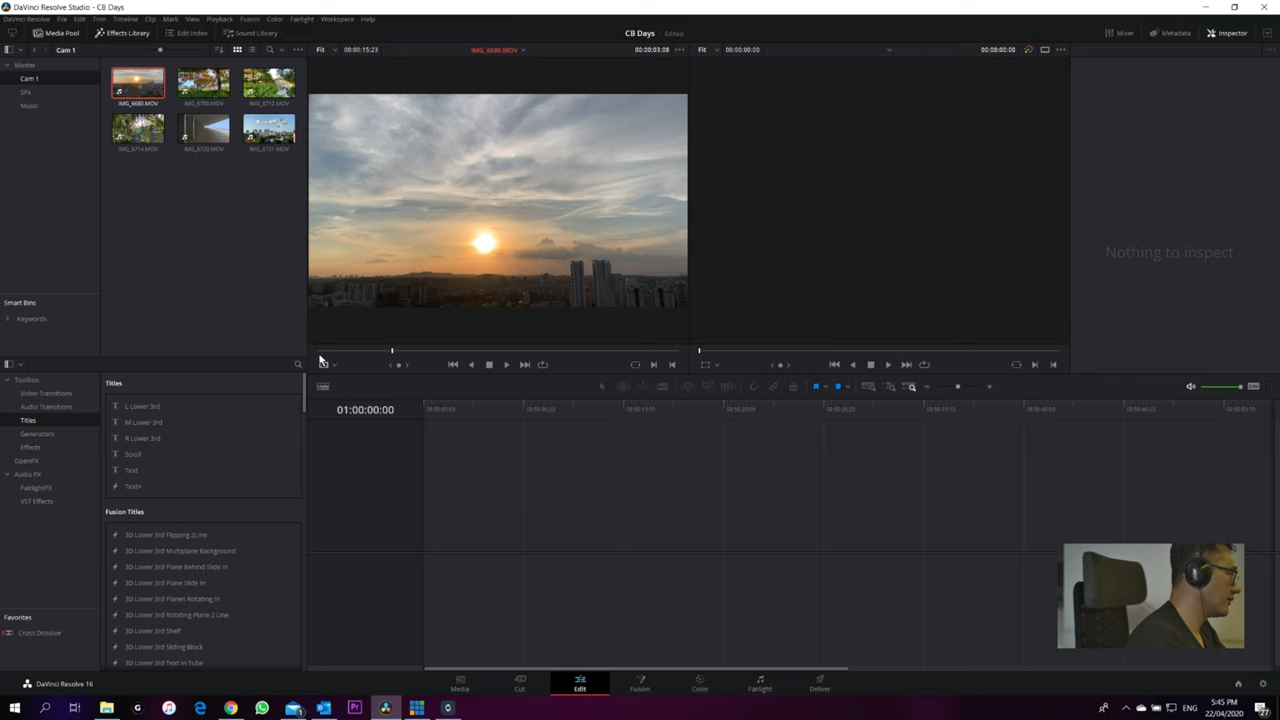 DaVinci Resolve Studio - CB Days
DaVinci Resolve File Edit Trim Timeline Clip Mark View Playback Fusion Color Fairlight Workspace Help
Media Pool Effects Library Edit Index Sound Library CB Days Edited Mixer Metadata Inspector
Cam 1 Fit 00:00:15:23 IMG_6680.MOV 00:00:03:08 Fit 00:00:00:00 00:00:00:00
Master
Cam 1
SFx
Music
IMG_6680.MOV IMG_6700.MOV IMG_6712.MOV
IMG_6714.MOV IMG_6720.MOV IMG_6721.MOV
Nothing to inspect
Smart Bins
Keywords
Toolbox
Video Transitions
Audio Transitions
Titles
Generators
Effects
OpenFX
Audio FX
FairlightFX
VST Effects
Favorites
Cross Dissolve
Titles
L Lower 3rd
M Lower 3rd
R Lower 3rd
Scroll
Text
Text+
Fusion Titles
3D Lower 3rd Flipping 2Line
3D Lower 3rd Multiplane Background
3D Lower 3rd Plane Behind Slide In
3D Lower 3rd Plane Slide In
3D Lower 3rd Planes Rotating In
3D Lower 3rd Rotating Plane 2 Line
3D Lower 3rd Shelf
3D Lower 3rd Sliding Block
3D Lower 3rd Text In Tube
01:00:00:00
DaVinci Resolve 16
Media Cut Edit Fusion Color Fairlight Deliver
ENG
5:45 PM
22/04/2020
27